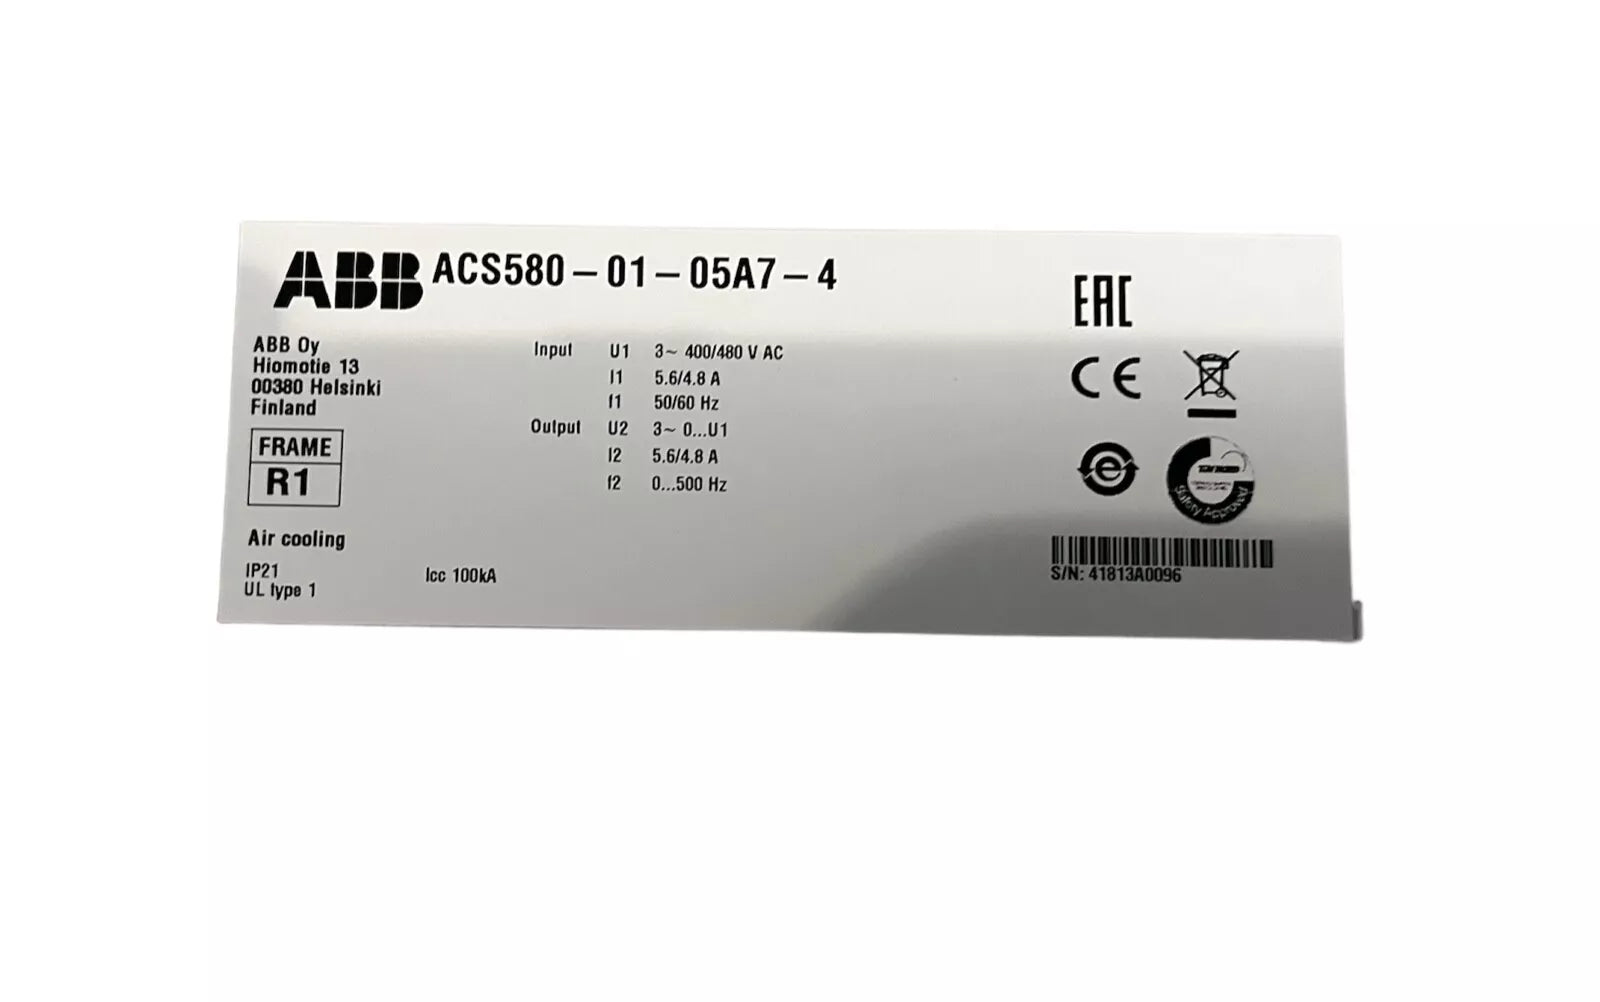 ABB ACS580-01-05A7-4
EAC
ABB Oy
Hiomotie 13
00380 Helsinki
Finland
FRAME
R1
Air cooling
IP21
UL type 1
Icc 100kA
Input U1 3~ 400/480 V AC
I1 5.6/4.8 A
f1 50/60 Hz
Output U2 3~ 0...U1
I2 5.6/4.8 A
f2 0...500 Hz
CE
e
Safety Approved
S/N: 41813A0096